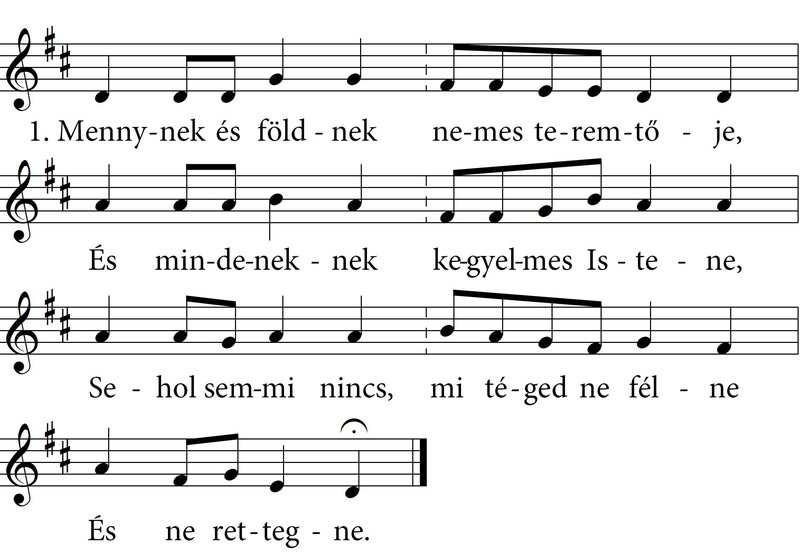 1. Menny-nek és föld - nek ne-mes te-rem-tő - je,
És min-de-nek - nek ke-gyel-mes Is - te - ne,
Se - hol sem-mi nincs, mi té-ged ne fél - ne
És ne ret-teg - ne.